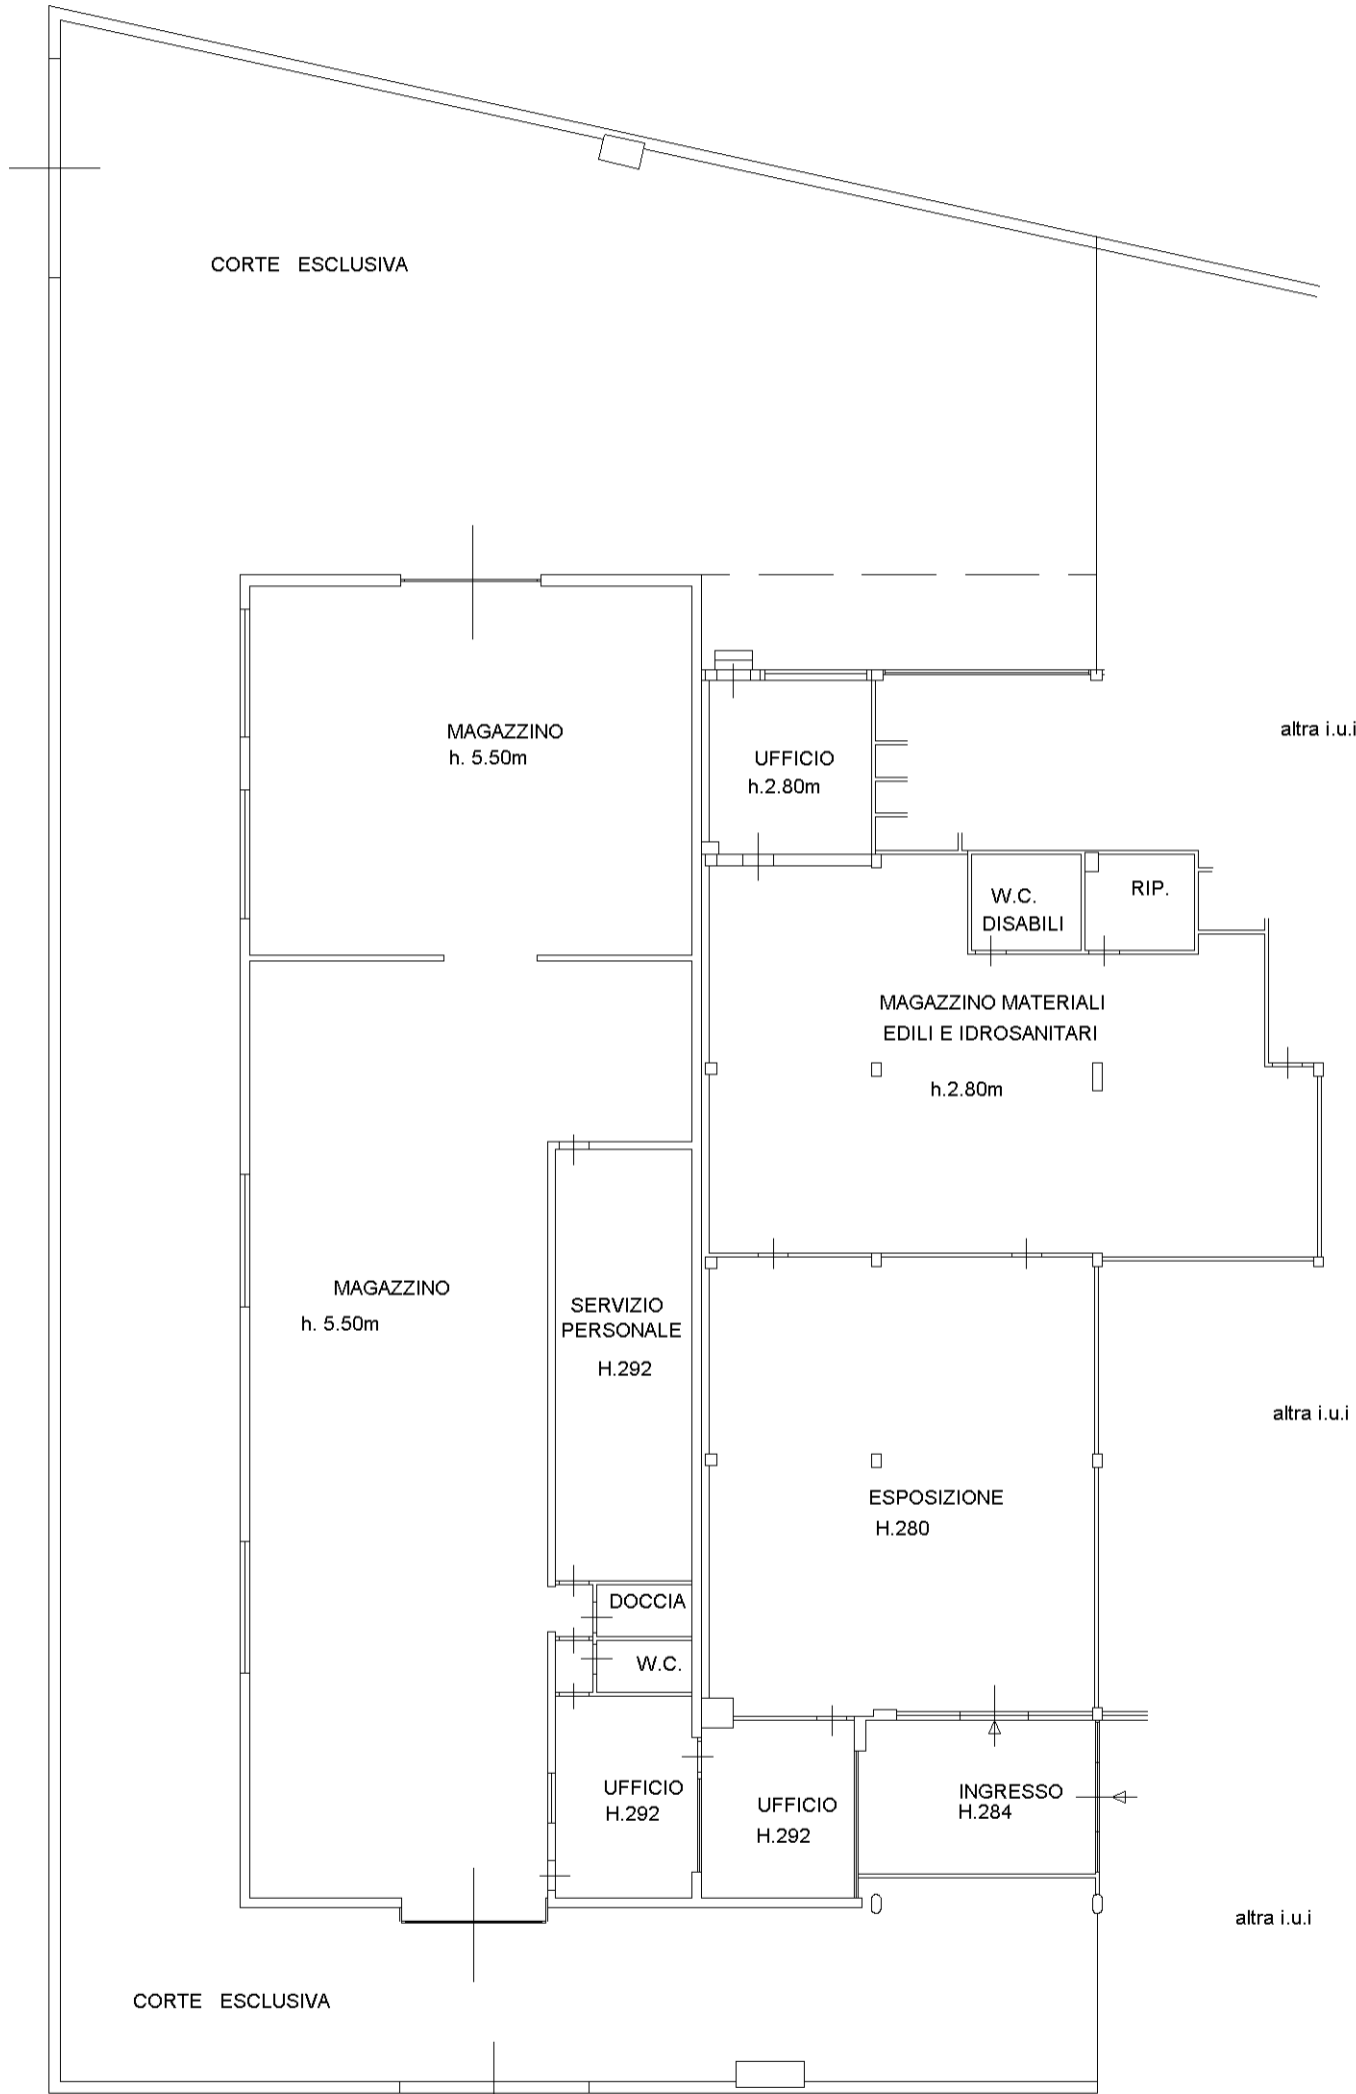 CORTE ESCLUSIVA
MAGAZZINO
h. 5.50m
altra i.u.i
UFFICIO
h.2.80m
W.C.
DISABILI
RIP.
MAGAZZINO MATERIALI
EDILI E IDROSANITARI
h.2.80m
MAGAZZINO
h. 5.50m
SERVIZIO
PERSONALE
H.292
altra i.u.i
ESPOSIZIONE
H.280
DOCCIA
W.C.
UFFICIO
H.292
UFFICIO
H.292
INGRESSO
H.284
altra i.u.i
CORTE ESCLUSIVA